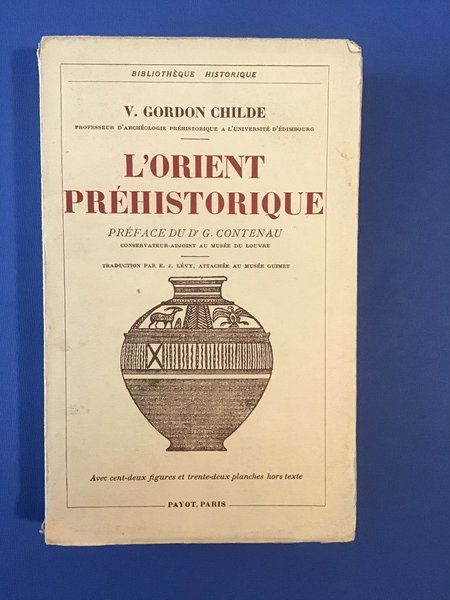 BIBLIOTHÈQUE HISTORIQUE
V. GORDON CHILDE
PROFESSEUR D'ARCHÉOLOGIE PRÉHISTORIQUE A L'UNIVERSITÉ D'ÉDIMBOURG
L'ORIENT
PRÉHISTORIQUE
PRÉFACE DU Dr G. CONTENAU
CONSERVATEUR-ADJOINT AU MUSÉE DU LOUVRE
TRADUCTION PAR E. J. LÉVY, ATTACHÉE AU MUSÉE GUIMET
Avec cent-deux figures et trente-deux planches hors texte
PAYOT, PARIS